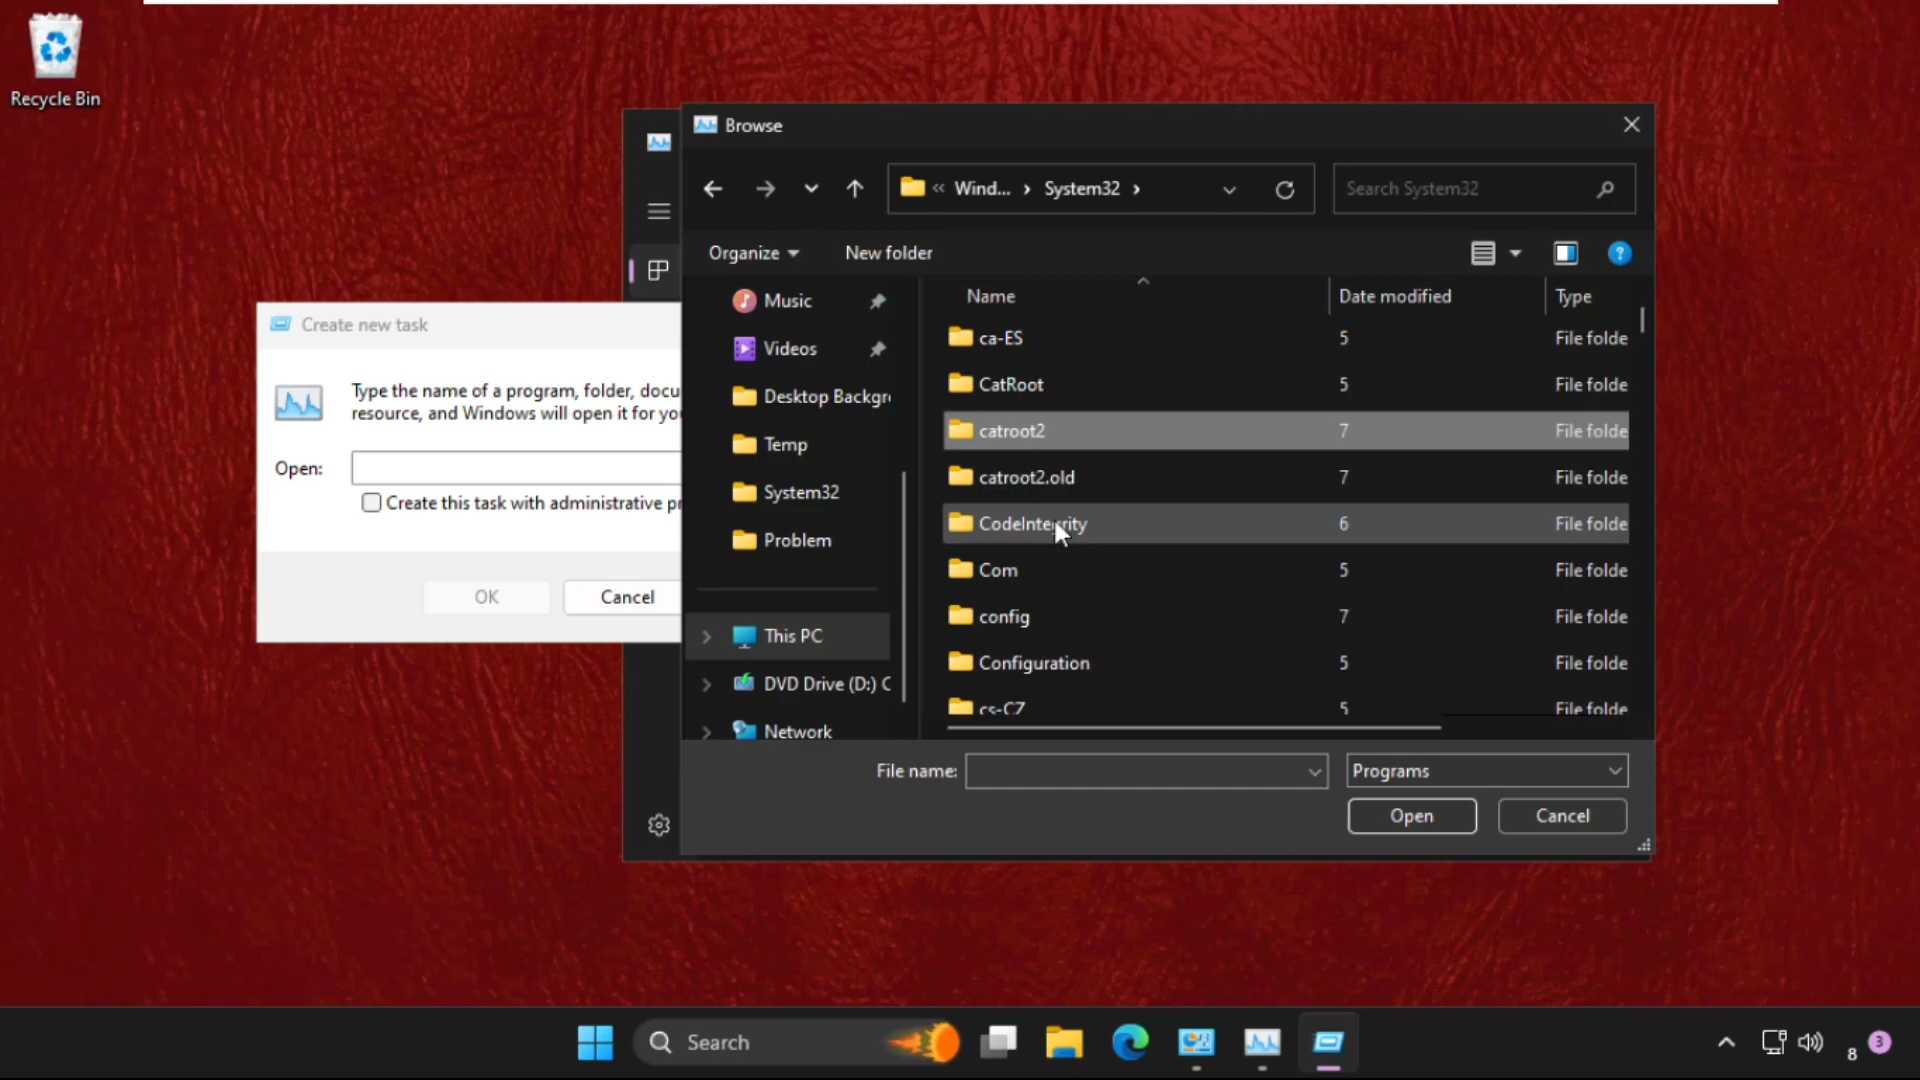 Recycle Bin
Browse
Wind...
System32
Search System32
Organize
New folder
Music
Videos
Desktop Backgr
Temp
System32
Problem
This PC
DVD Drive (D:) C
Network
Name
Date modified
Type
ca-ES
5
File folde
CatRoot
5
File folde
catroot2
7
File folde
catroot2.old
7
File folde
CodeIntegrity
6
File folde
Com
5
File folde
config
7
File folde
Configuration
5
File folde
cs-CZ
5
File folde
File name:
Programs
Open
Cancel
Create new task
Type the name of a program, folder, docu
resource, and Windows will open it for you
Open:
Create this task with administrative pr
OK
Cancel
Search
8
3